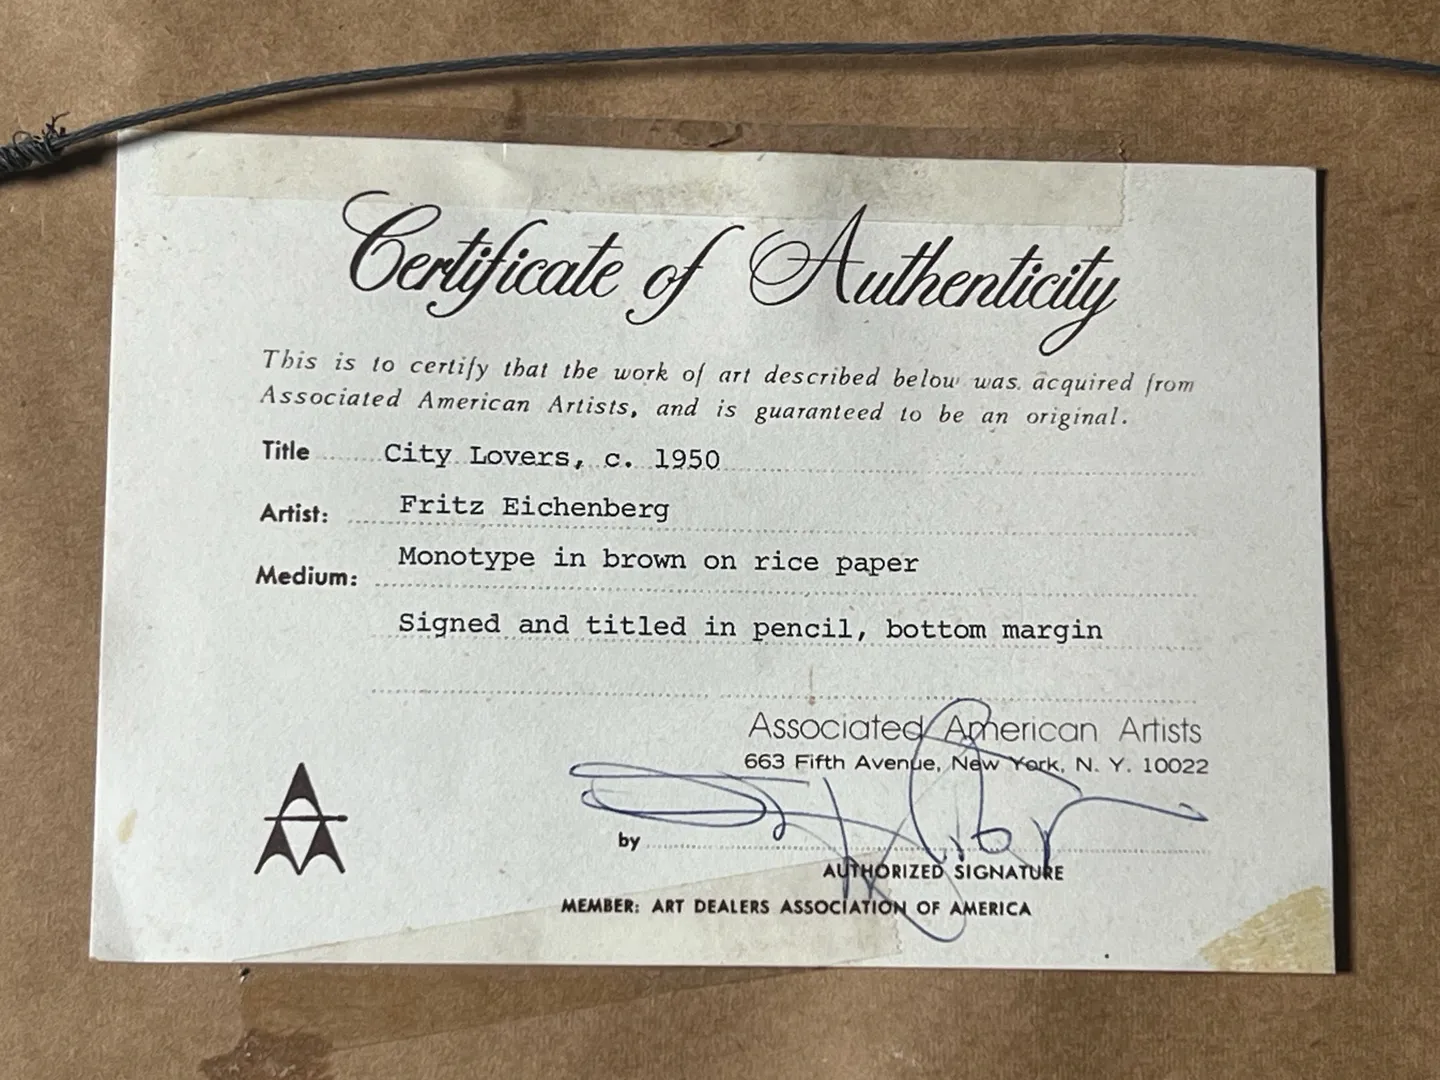 Certificate of Authenticity
This is to certify that the work of art described below was acquired from
Associated American Artists, and is guaranteed to be an original.
Title City Lovers, c. 1950
Artist: Fritz Eichenberg
Medium: Monotype in brown on rice paper
Signed and titled in pencil, bottom margin
Associated American Artists
663 Fifth Avenue, New York, N. Y. 10022
by
AUTHORIZED SIGNATURE
MEMBER: ART DEALERS ASSOCIATION OF AMERICA